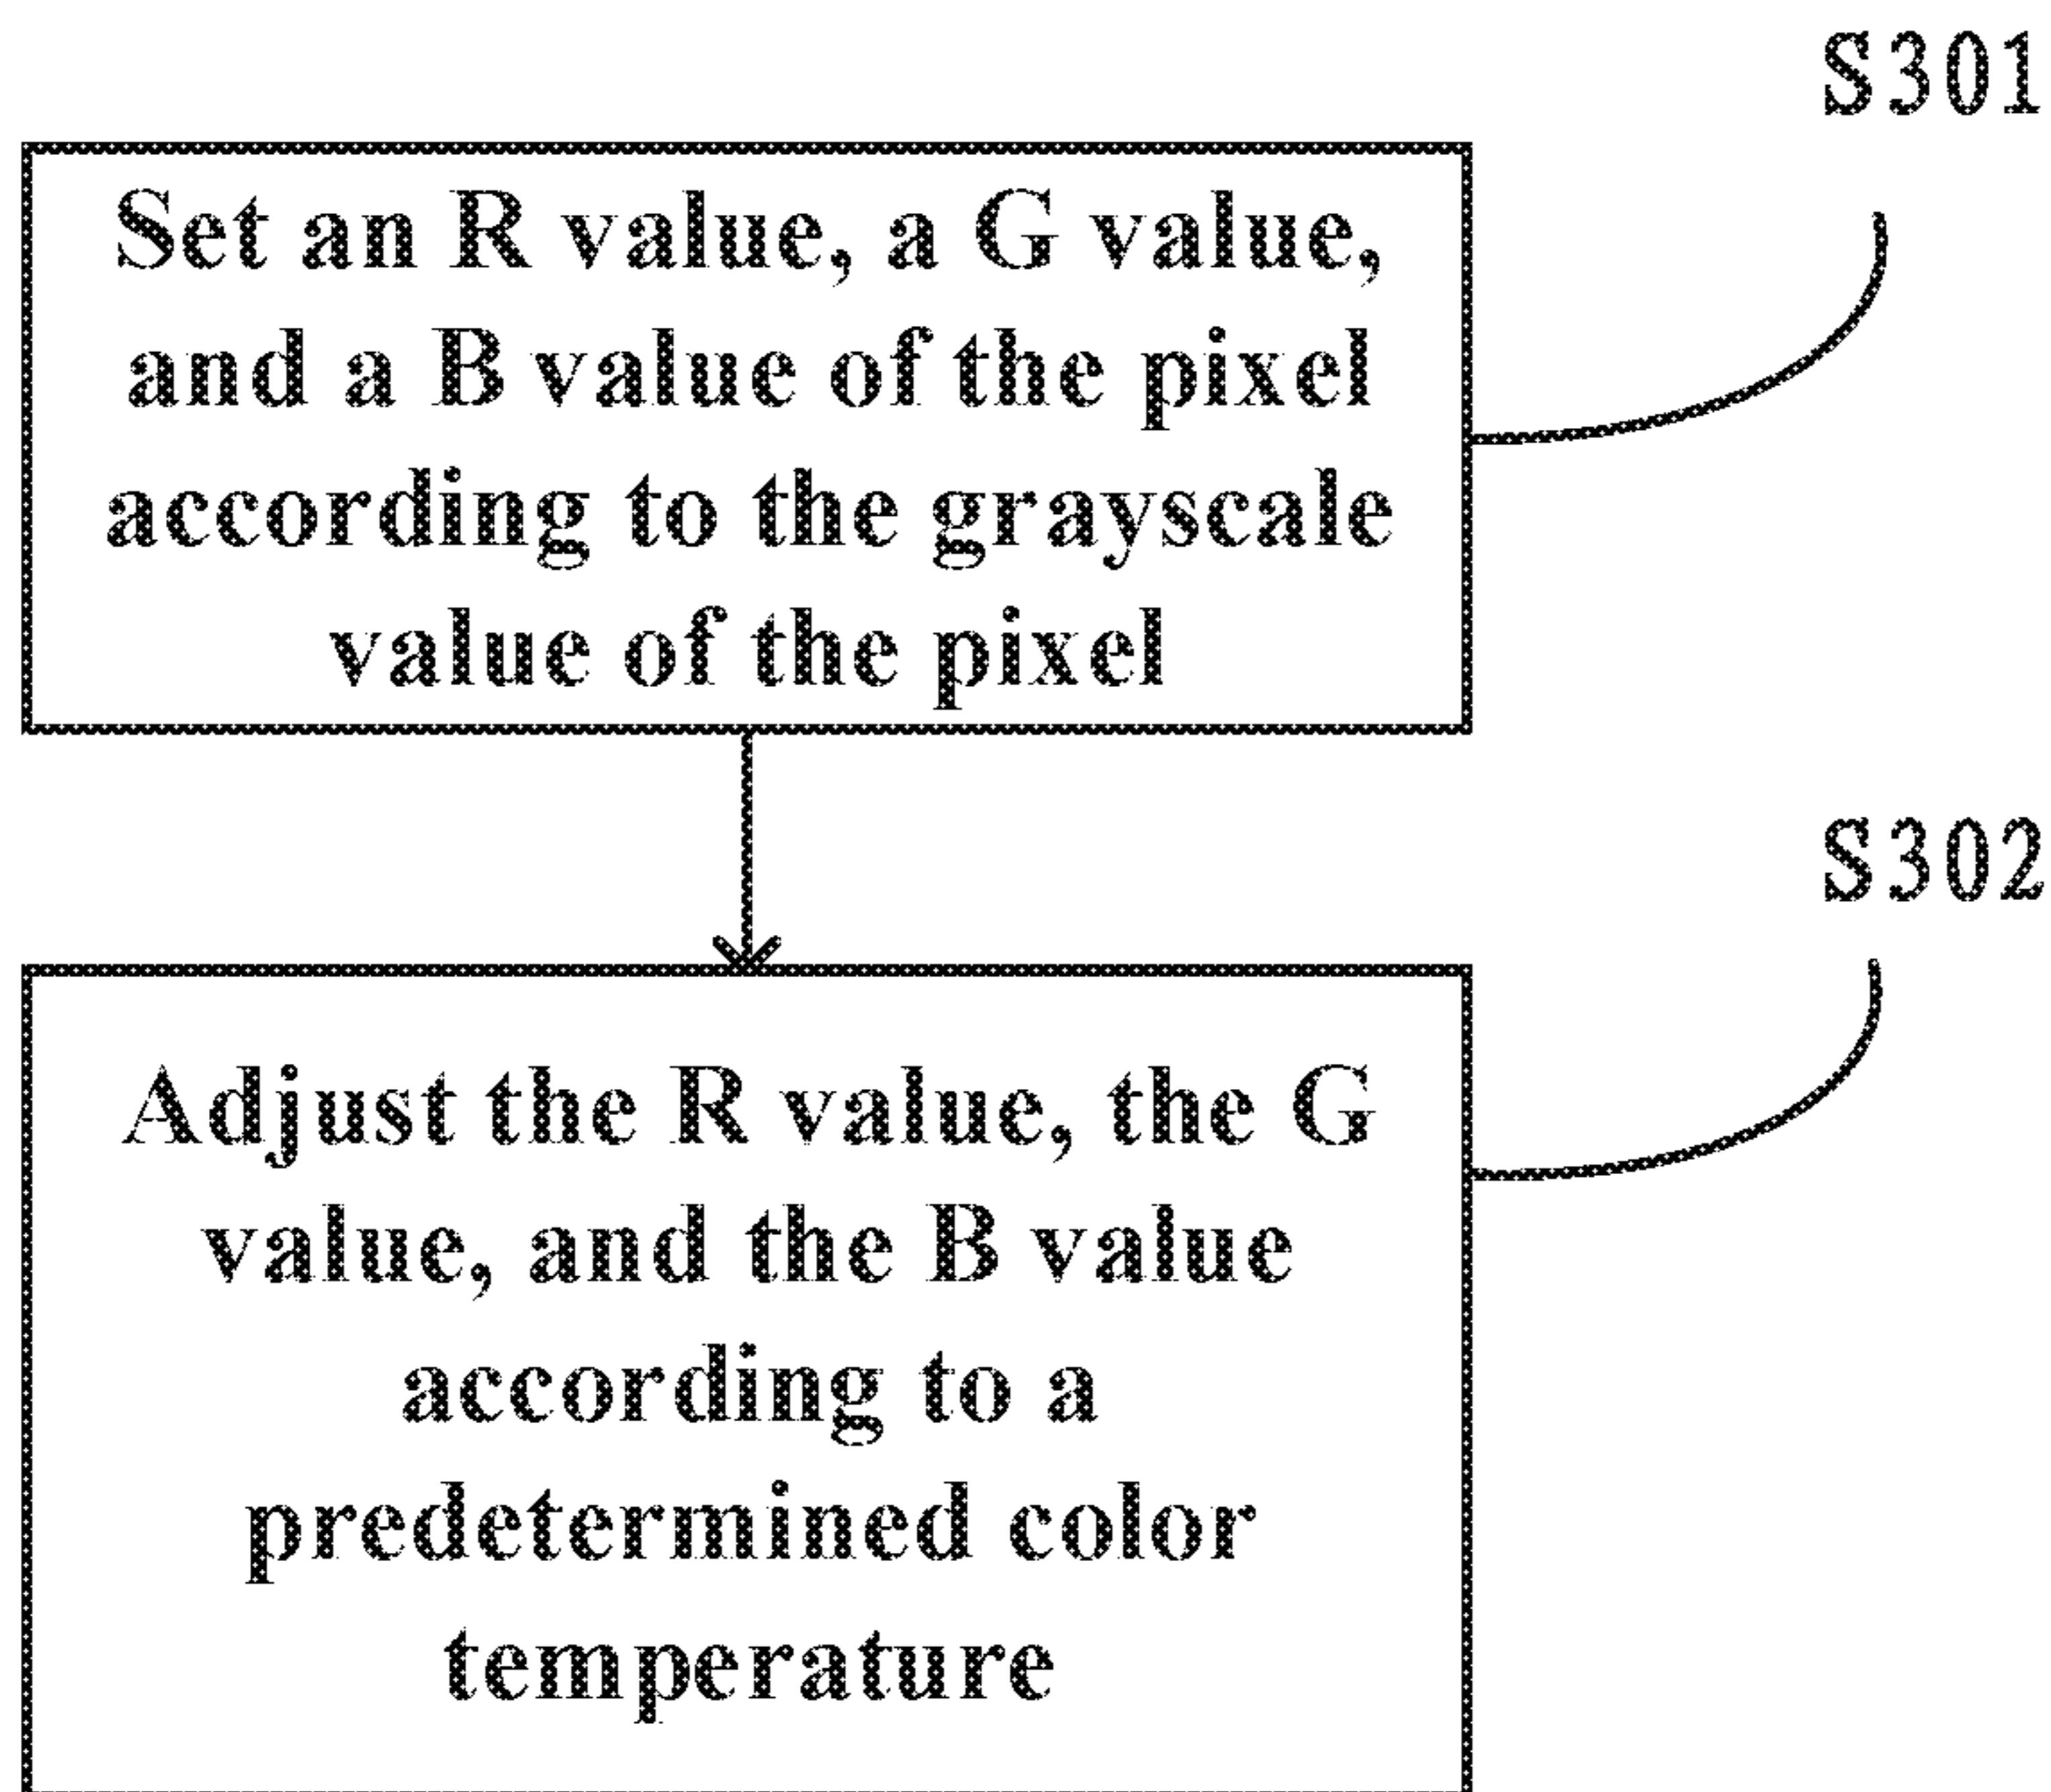 S301
Set an R value, a G value,
and a B value of the pixel
according to the grayscale
value of the pixel
S302
Adjust the R value, the G
value, and the B value
according to a
predetermined color
temperature